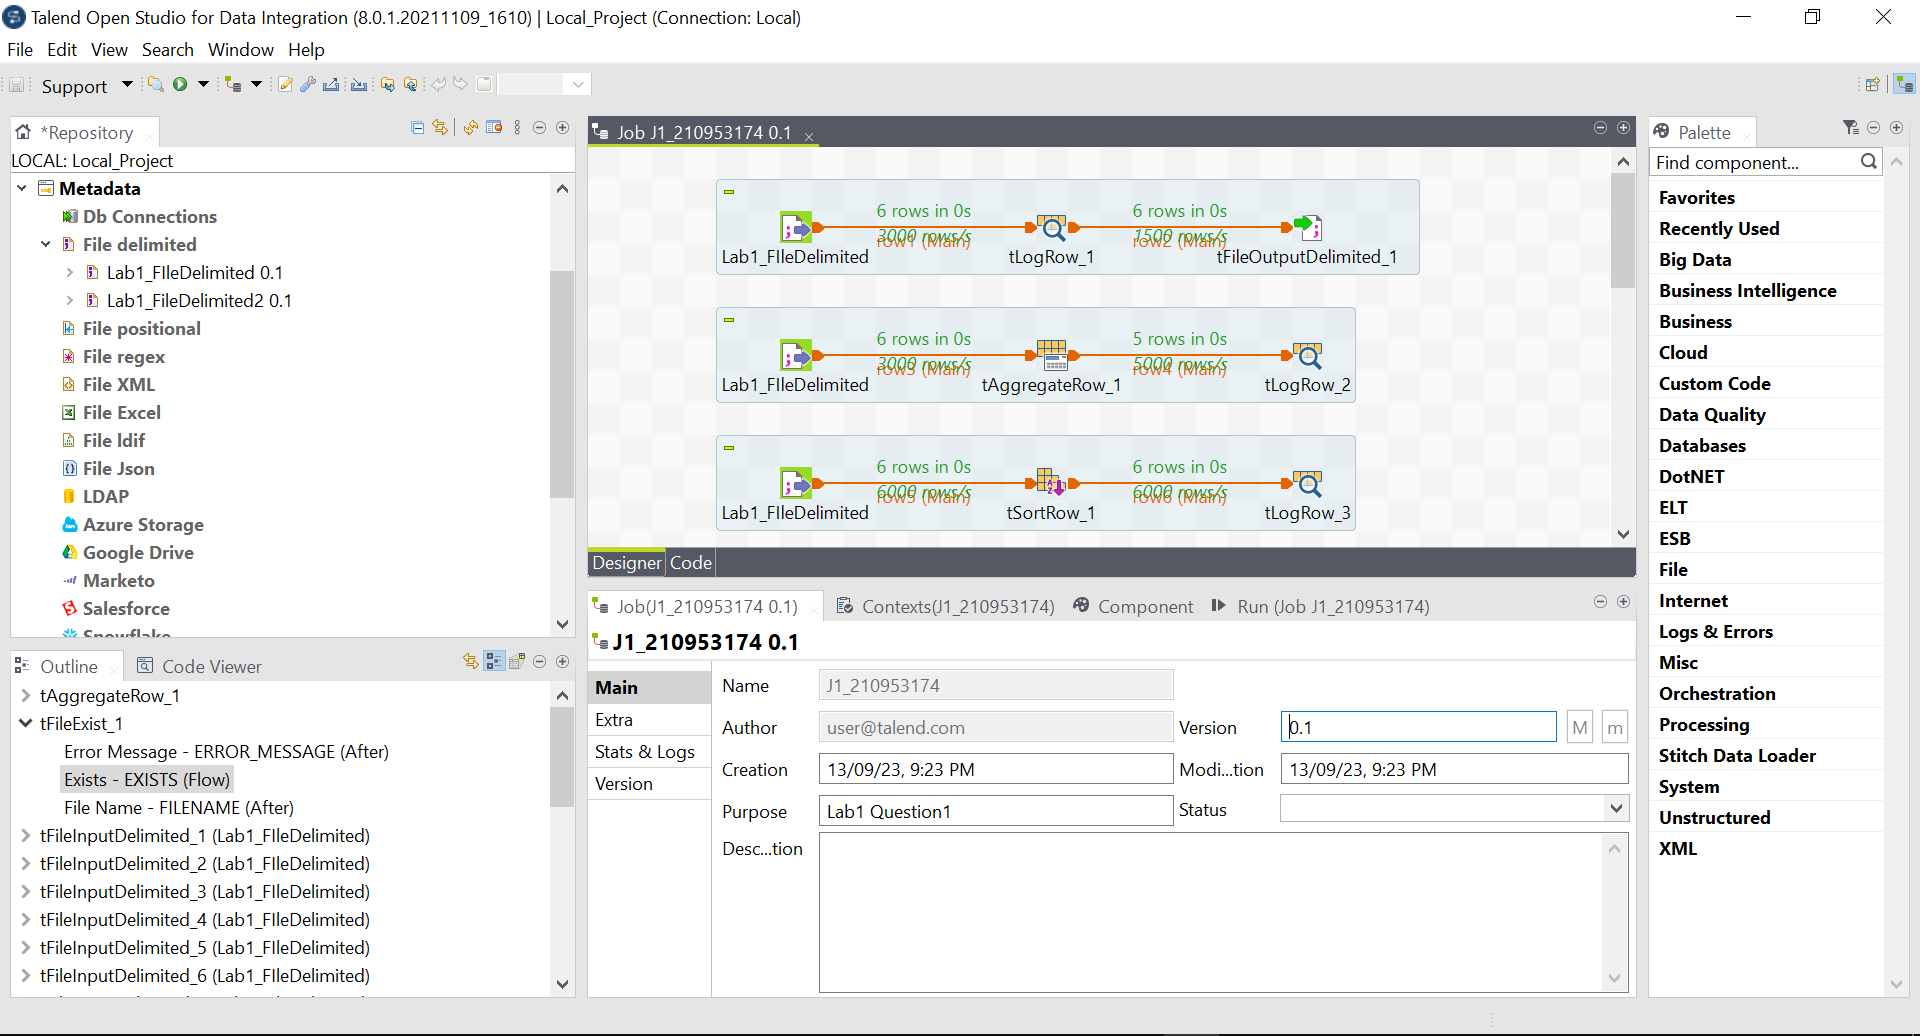 Talend Open Studio for Data Integration (8.0.1.20211109_1610) | Local_Project (Connection: Local)
File Edit View Search Window Help
Support
*Repository
LOCAL: Local_Project
Metadata
Db Connections
File delimited
Lab1_FIleDelimited 0.1
Lab1_FileDelimited2 0.1
File positional
File regex
File XML
File Excel
File ldif
File Json
LDAP
Azure Storage
Google Drive
Marketo
Salesforce
Snowflake
Outline Code Viewer
tAggregateRow_1
tFileExist_1
Error Message - ERROR_MESSAGE (After)
Exists - EXISTS (Flow)
File Name - FILENAME (After)
tFileInputDelimited_1 (Lab1_FIleDelimited)
tFileInputDelimited_2 (Lab1_FIleDelimited)
tFileInputDelimited_3 (Lab1_FIleDelimited)
tFileInputDelimited_4 (Lab1_FIleDelimited)
tFileInputDelimited_5 (Lab1_FIleDelimited)
tFileInputDelimited_6 (Lab1_FIleDelimited)
Job J1_210953174 0.1
6 rows in 0s 6 rows in 0s
3000 rows/s 1500 rows/s
row1 (Main) row2 (Main)
Lab1_FIleDelimited tLogRow_1 tFileOutputDelimited_1
6 rows in 0s 5 rows in 0s
3000 rows/s 5000 rows/s
row3 (Main) row4 (Main)
Lab1_FIleDelimited tAggregateRow_1 tLogRow_2
6 rows in 0s 6 rows in 0s
6000 rows/s 6000 rows/s
row5 (Main) row6 (Main)
Lab1_FIleDelimited tSortRow_1 tLogRow_3
Designer Code
Job(J1_210953174 0.1) Contexts(J1_210953174) Component Run (Job J1_210953174)
J1_210953174 0.1
Main
Extra
Stats & Logs
Version
Name J1_210953174
Author user@talend.com Version 0.1 M m
Creation 13/09/23, 9:23 PM Modi...tion 13/09/23, 9:23 PM
Purpose Lab1 Question1 Status
Desc...tion
Palette
Find component...
Favorites
Recently Used
Big Data
Business Intelligence
Business
Cloud
Custom Code
Data Quality
Databases
DotNET
ELT
ESB
File
Internet
Logs & Errors
Misc
Orchestration
Processing
Stitch Data Loader
System
Unstructured
XML